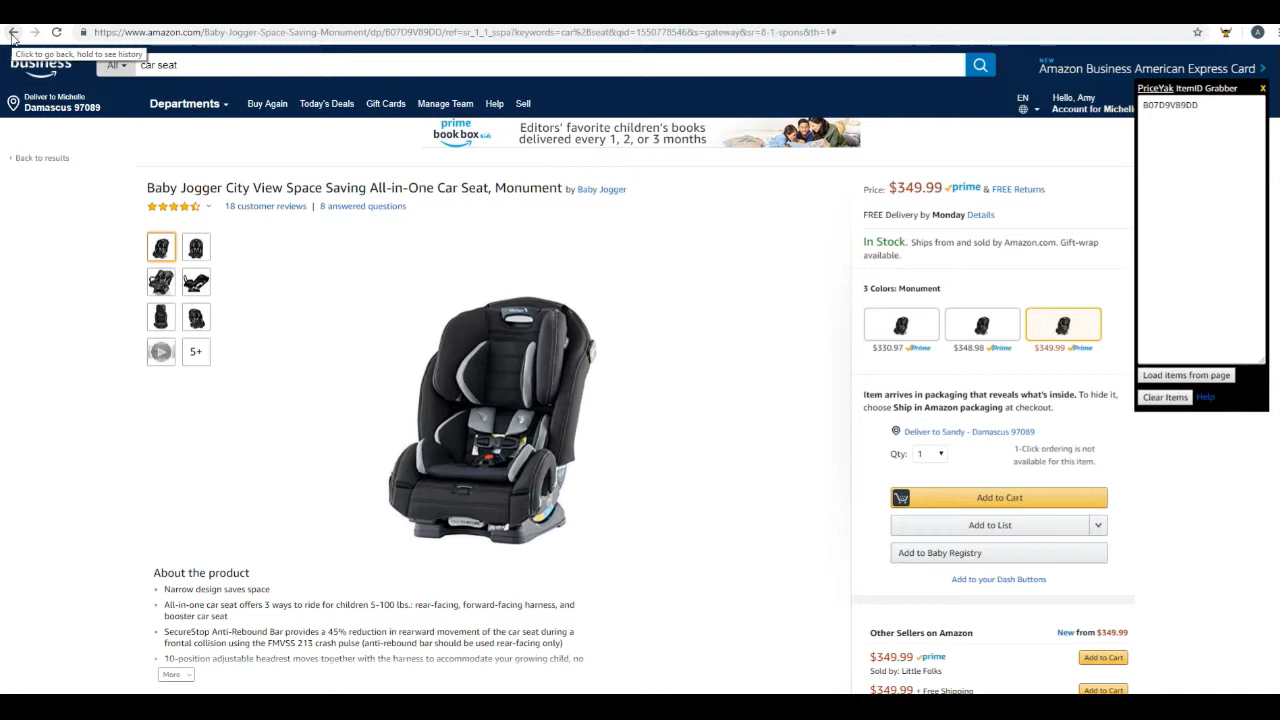 https://www.amazon.com/Baby-Jogger-Space-Saving-Monument/dp/B07D9V89DD/ref=sr_1_1_sspa?keywords=car%2Bseat&qid=1550778546&s=gateway&sr=8-1-spons&th=1#
A
Click to go back, hold to see history
business
All
car seat
NEW
Amazon Business American Express Card
PriceYak ItemID Grabber X
B07D9V89DD
Deliver to Michelle
Damascus 97089
Departments
Buy Again
Today's Deals
Gift Cards
Manage Team
Help
Sell
EN
Hello, Amy
Account for Michell
prime
book box kids
Editors' favorite children's books
delivered every 1, 2, or 3 months
Back to results
Baby Jogger City View Space Saving All-in-One Car Seat, Monument by Baby Jogger
18 customer reviews | 8 answered questions
5+
Price: $349.99 prime & FREE Returns
FREE Delivery by Monday Details
In Stock. Ships from and sold by Amazon.com. Gift-wrap
available.
3 Colors: Monument
$330.97 Prime
$348.98 Prime
$349.99 Prime
Load items from page
Clear Items Help
Item arrives in packaging that reveals what's inside. To hide it,
choose Ship in Amazon packaging at checkout.
Deliver to Sandy - Damascus 97089
Qty: 1
1-Click ordering is not
available for this item.
Add to Cart
Add to List
Add to Baby Registry
Add to your Dash Buttons
About the product
Narrow design saves space
All-in-one car seat offers 3 ways to ride for children 5-100 lbs.: rear-facing, forward-facing harness, and
booster car seat
SecureStop Anti-Rebound Bar provides a 45% reduction in rearward movement of the car seat during a
frontal collision using the FMVSS 213 crash pulse (anti-rebound bar should be used rear-facing only)
10-position adjustable headrest moves together with the harness to accommodate your growing child, no
More
Other Sellers on Amazon
New from $349.99
$349.99 prime
Add to Cart
Sold by: Little Folks
$349.99 + Free Shipping
Add to Cart